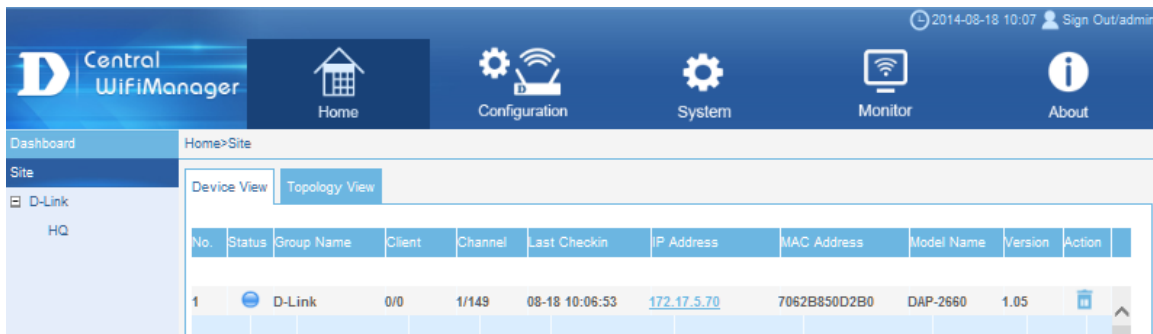 2014-08-18 10:07 Sign Out/admin
D Central
WiFiManager
Home Configuration System Monitor About
D
Dashboard Home>Site
Site
Device View Topology View
D-Link
HQ
No. Status Group Name Client Channel Last Checkin IP Address MAC Address Model Name Version Action
1 D-Link 0/0 1/149 08-18 10:06:53 172.17.5.70 7062B850D2B0 DAP-2660 1.05